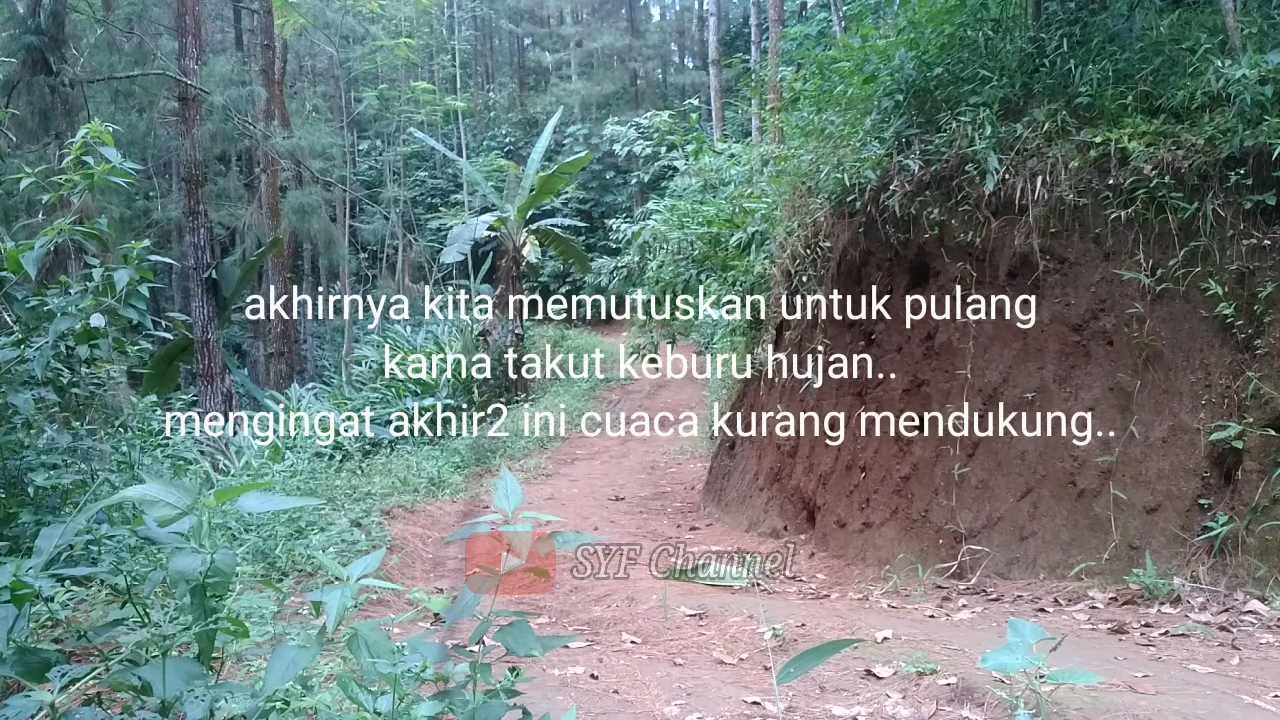 akhirnya kita memutuskan untuk pulang
karna takut keburu hujan..
mengingat akhir2 ini cuaca kurang mendukung..
SYF Channel